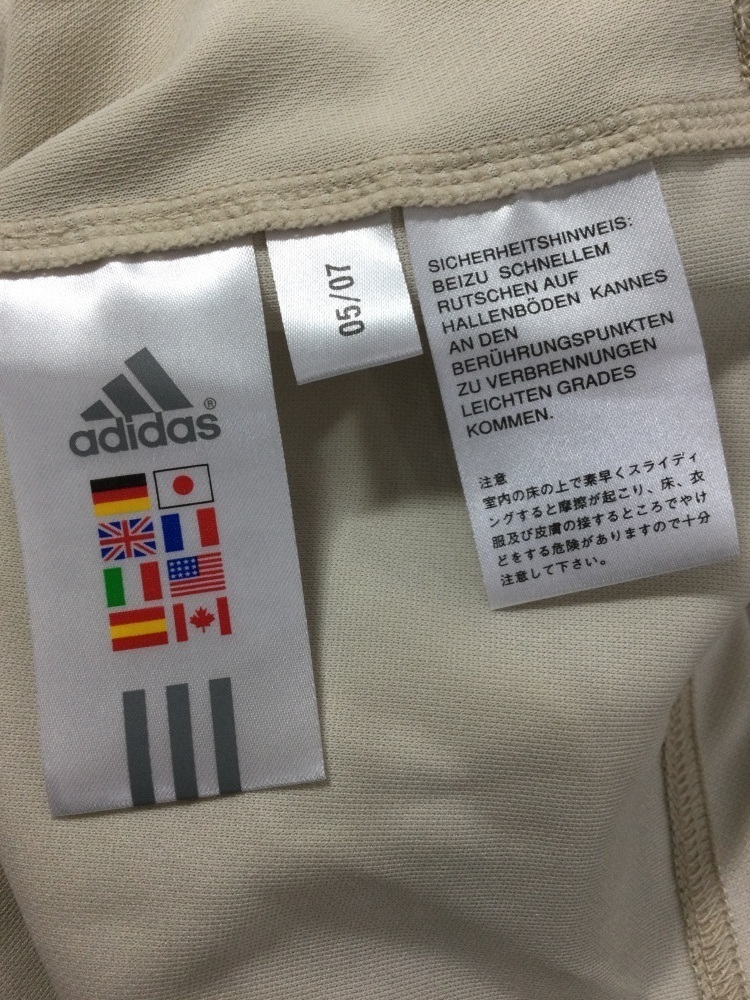 adidas®
05/07
SICHERHEITSHINWEIS:
BEIZU SCHNELLEM
RUTSCHEN AUF
HALLENBÖDEN KANNES
AN DEN
BERÜHRUNGSPUNKTEN
ZU VERBRENNUNGEN
LEICHTEN GRADES
KOMMEN.
注意
室内の床の上で素早くスライディ
ングすると摩擦が起こり、床、衣
服及び皮膚の接するところでやけ
どをする危険がありますので十分
注意して下さい。